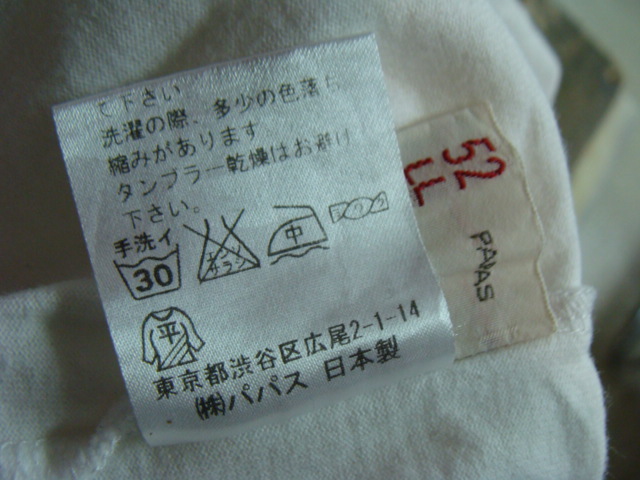 て下さい
洗濯の際、多少の色落ち
縮みがあります
タンブラー乾燥はお避け
下さい。
手洗イ
30
エンソ
サラシ
中
平
東京都渋谷区広尾2-1-14
㈱パパス 日本製
52
LL
PAPAS